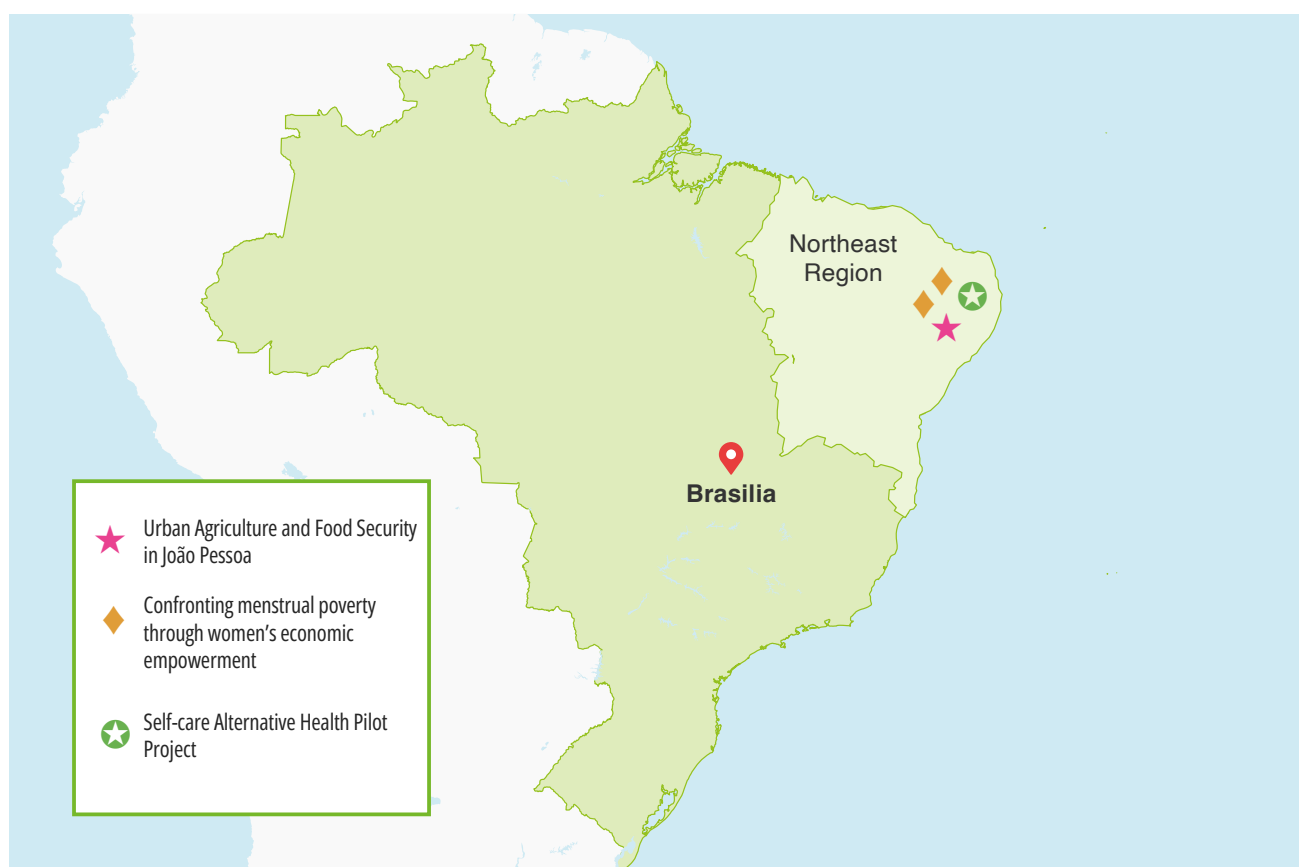 Northeast
Region
Brasilia
Urban Agriculture and Food Security
in João Pessoa
Confronting menstrual poverty
through women’s economic
empowerment
Self-care Alternative Health Pilot
Project